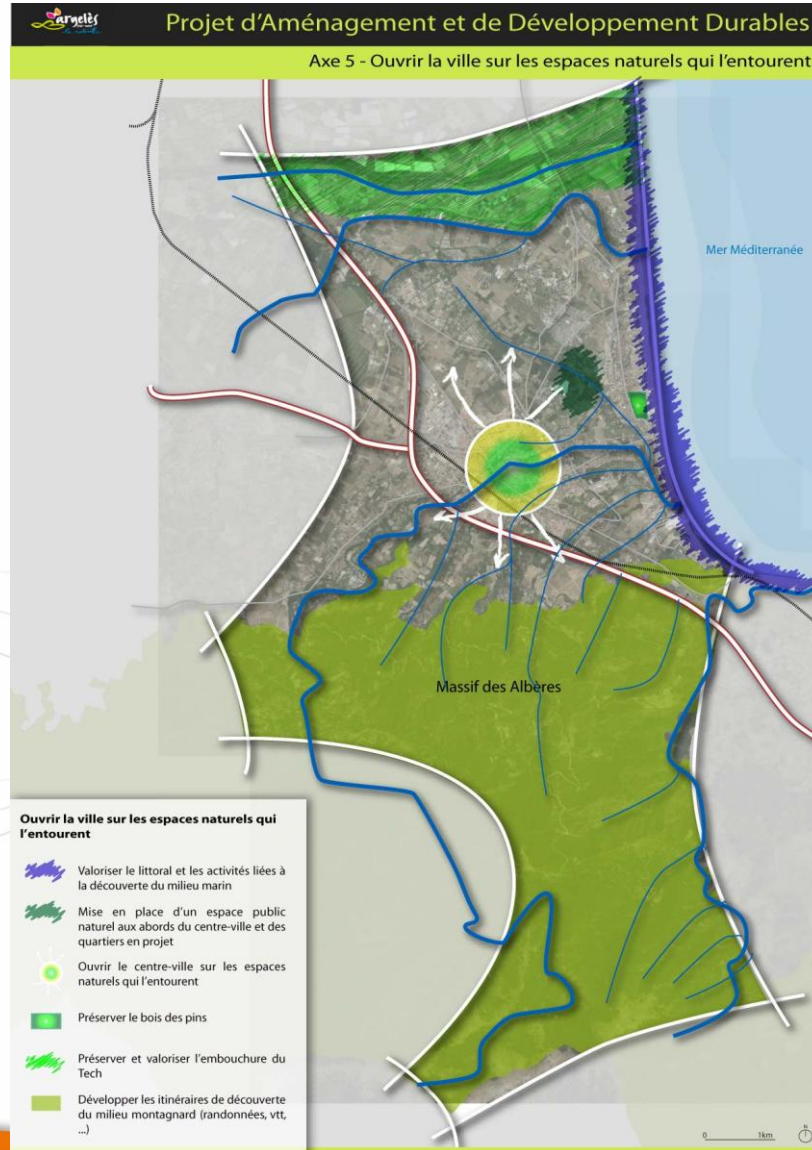 argelès
la naturelle
Projet d'Aménagement et de Développement Durables
Axe 5 - Ouvrir la ville sur les espaces naturels qui l'entourent
Mer Méditerranée
Massif des Albères
Ouvrir la ville sur les espaces naturels qui
l'entourent
Valoriser le littoral et les activités liées à
la découverte du milieu marin
Mise en place d'un espace public
naturel aux abords du centre-ville et des
quartiers en projet
Ouvrir le centre-ville sur les espaces
naturels qui l'entourent
Préserver le bois des pins
Préserver et valoriser l'embouchure du
Tech
Développer les itinéraires de découverte
du milieu montagnard (randonnées, vtt,
...)
0 1km
N